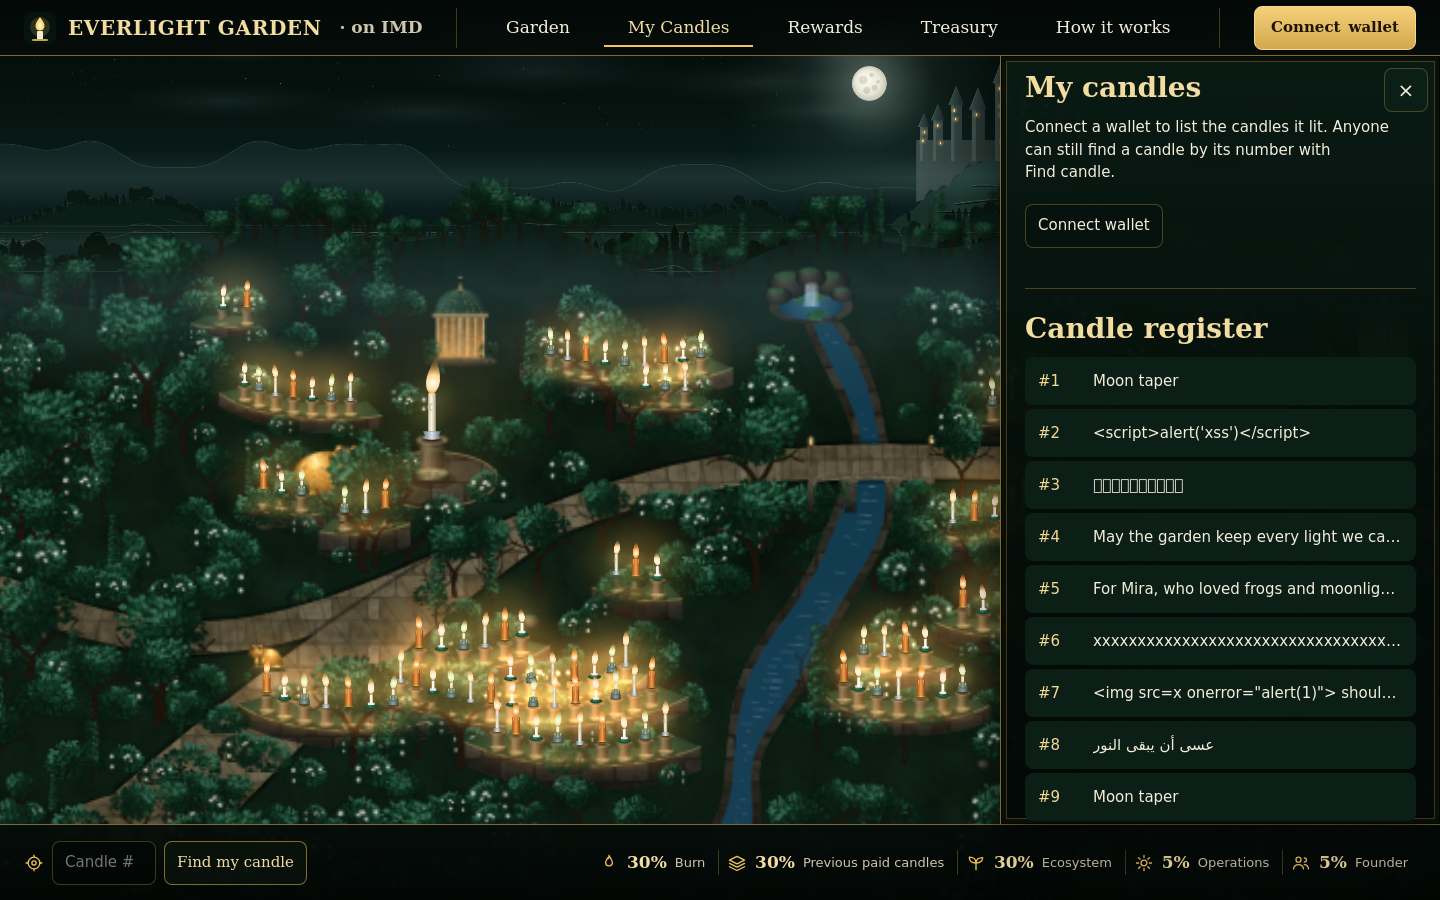 EVERLIGHT GARDEN · on IMD
Garden
My Candles
Rewards
Treasury
How it works
Connect wallet
My candles
×
Connect a wallet to list the candles it lit. Anyone
can still find a candle by its number with
Find candle.
Connect wallet
Candle register
#1 Moon taper
#2 <script>alert('xss')</script>
#3
#4 May the garden keep every light we ca…
#5 For Mira, who loved frogs and moonlig…
#6 xxxxxxxxxxxxxxxxxxxxxxxxxxxxxxxxx…
#7 <img src=x onerror="alert(1)"> shoul…
#8 عسى أن يبقى النور
#9 Moon taper
Candle #
Find my candle
30% Burn
30% Previous paid candles
30% Ecosystem
5% Operations
5% Founder